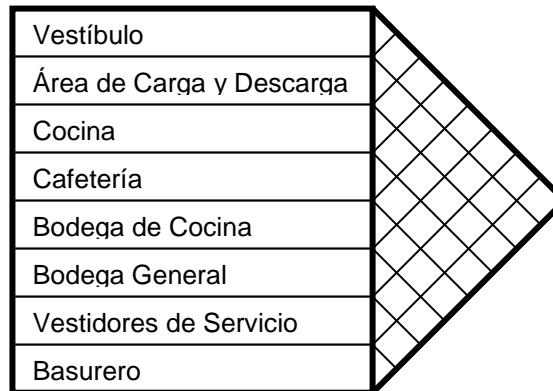 Vestíbulo
Área de Carga y Descarga
Cocina
Cafetería
Bodega de Cocina
Bodega General
Vestidores de Servicio
Basurero